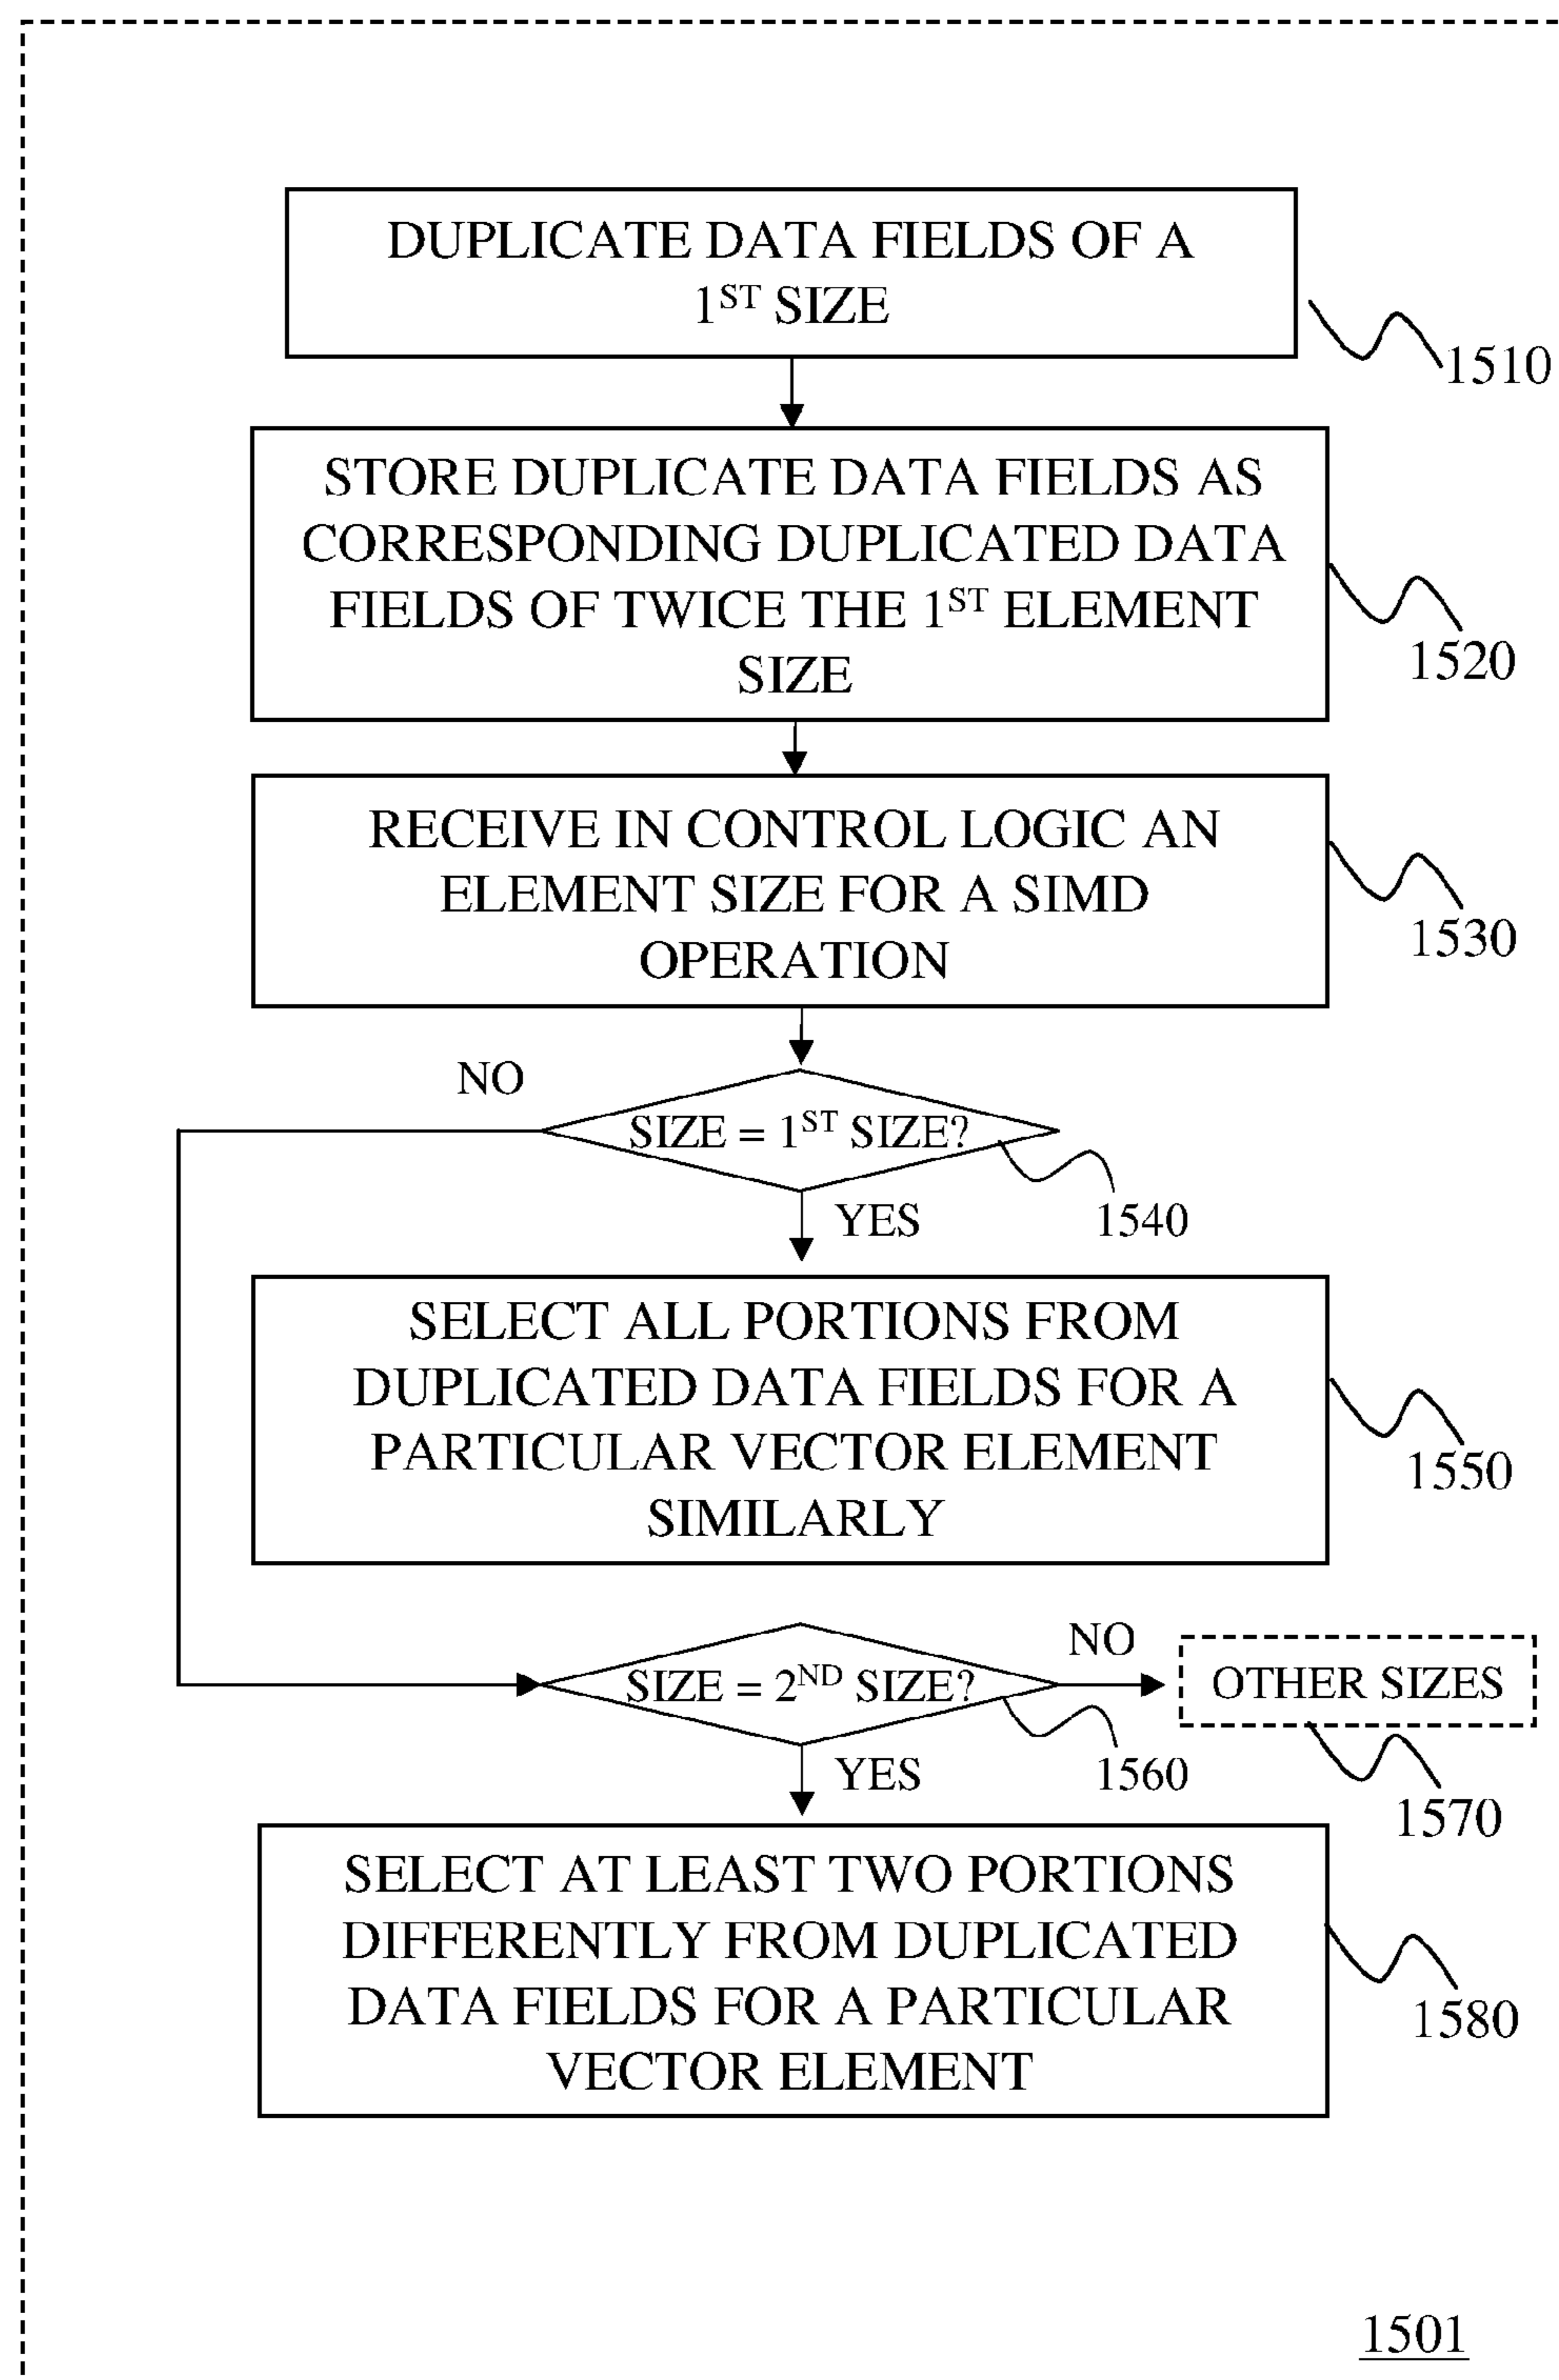 DUPLICATE DATA FIELDS OF A
1ST SIZE
1510
STORE DUPLICATE DATA FIELDS AS
CORRESPONDING DUPLICATED DATA
FIELDS OF TWICE THE 1ST ELEMENT
SIZE
1520
RECEIVE IN CONTROL LOGIC AN
ELEMENT SIZE FOR A SIMD
OPERATION
1530
NO
SIZE = 1ST SIZE?
YES
1540
SELECT ALL PORTIONS FROM
DUPLICATED DATA FIELDS FOR A
PARTICULAR VECTOR ELEMENT
SIMILARLY
1550
SIZE = 2ND SIZE?
NO
OTHER SIZES
YES
1560
1570
SELECT AT LEAST TWO PORTIONS
DIFFERENTLY FROM DUPLICATED
DATA FIELDS FOR A PARTICULAR
VECTOR ELEMENT
1580
1501